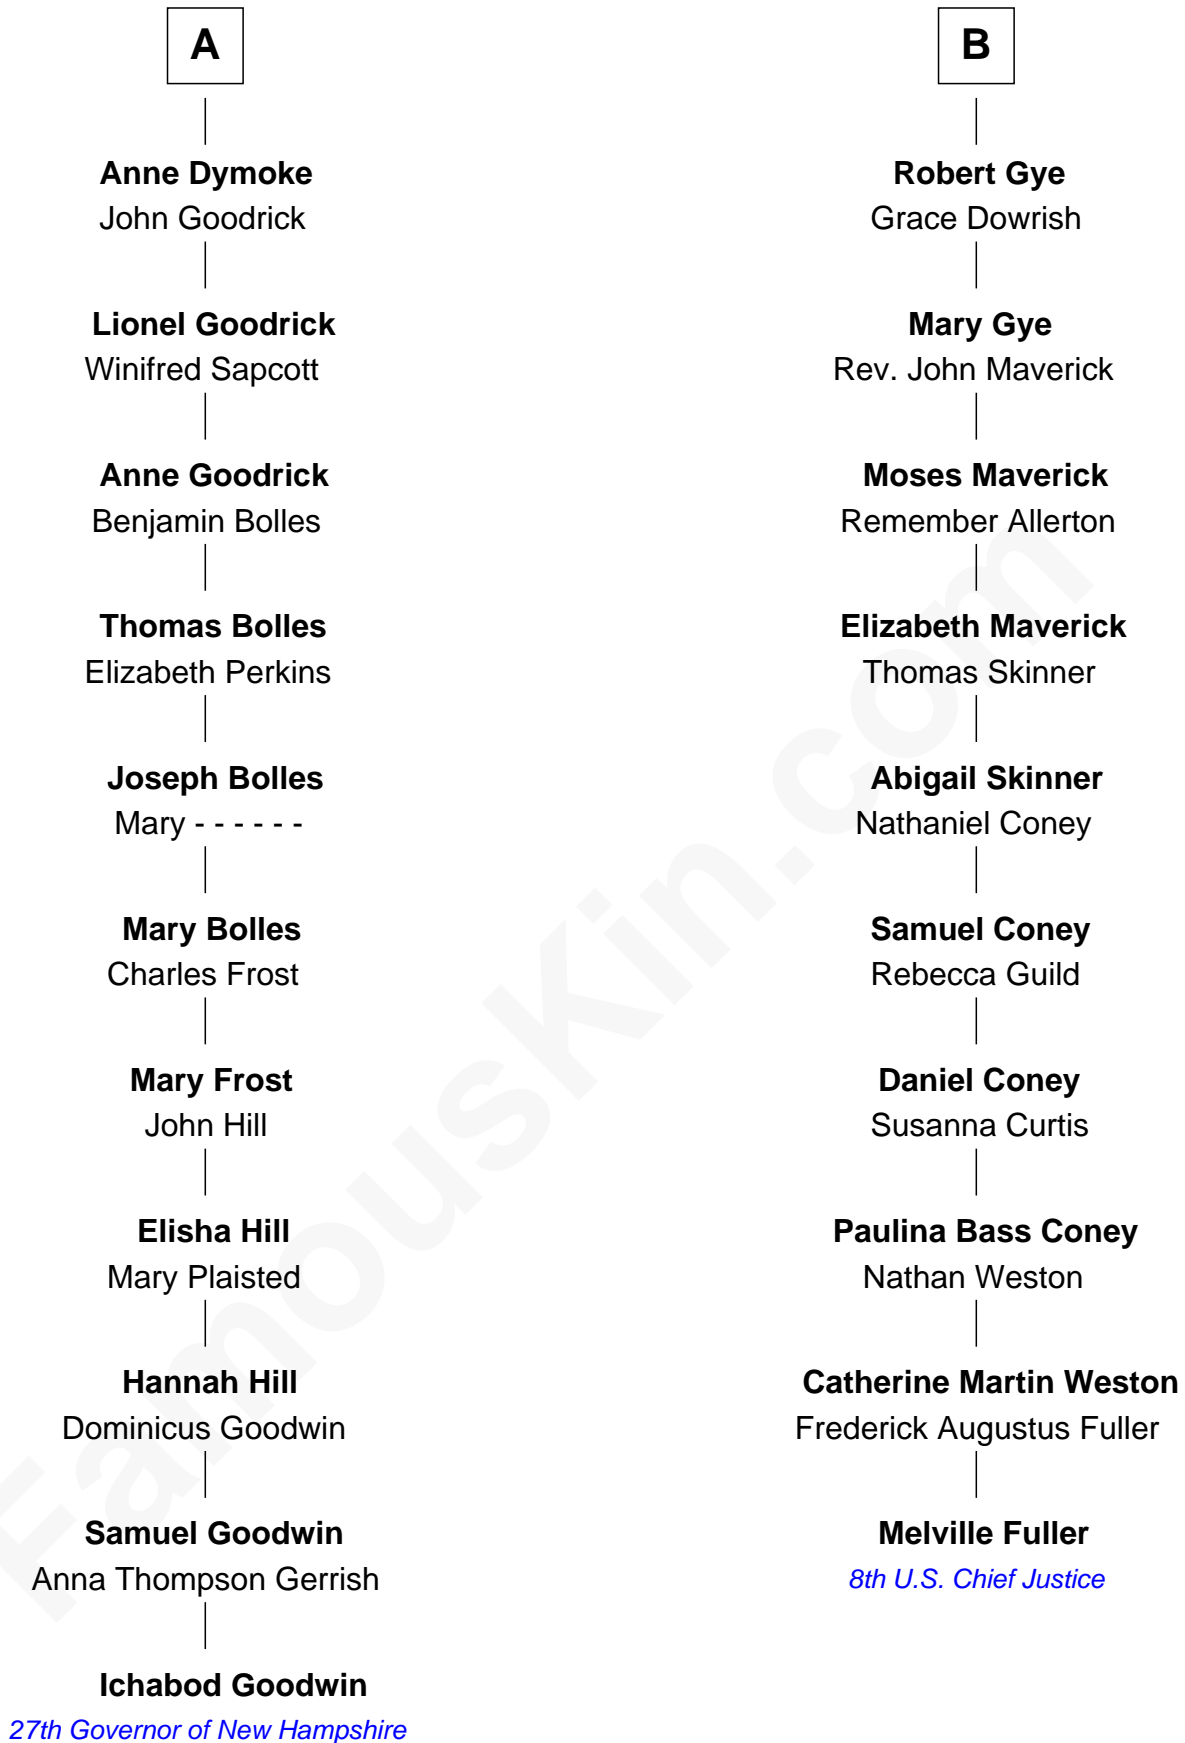 A
Anne Dymoke
John Goodrick
Lionel Goodrick
Winifred Sapcott
Anne Goodrick
Benjamin Bolles
Thomas Bolles
Elizabeth Perkins
Joseph Bolles
Mary - - - - - -
Mary Bolles
Charles Frost
Mary Frost
John Hill
Elisha Hill
Mary Plaisted
Hannah Hill
Dominicus Goodwin
Samuel Goodwin
Anna Thompson Gerrish
Ichabod Goodwin
27th Governor of New Hampshire
B
Robert Gye
Grace Dowrish
Mary Gye
Rev. John Maverick
Moses Maverick
Remember Allerton
Elizabeth Maverick
Thomas Skinner
Abigail Skinner
Nathaniel Coney
Samuel Coney
Rebecca Guild
Daniel Coney
Susanna Curtis
Paulina Bass Coney
Nathan Weston
Catherine Martin Weston
Frederick Augustus Fuller
Melville Fuller
8th U.S. Chief Justice
FamousKin.com